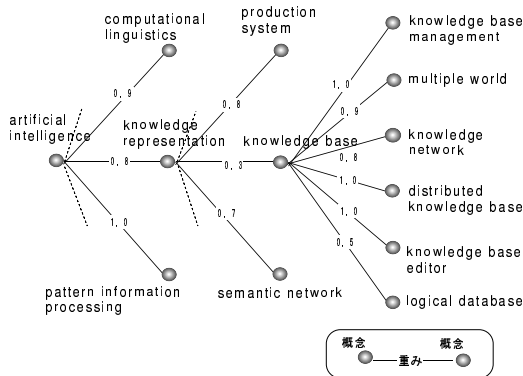 computational
linguistics
production
system
knowledge base
management
0.9
0.8
1.0
multiple world
0.9
artificial
intelligence
knowledge
representation
knowledge base
knowledge
network
0.8
0.8
0.3
1.0
distributed
knowledge base
1.0
0.7
1.0
0.5
knowledge base
editor
pattern information
processing
semantic network
logical database
概念
概念
重み